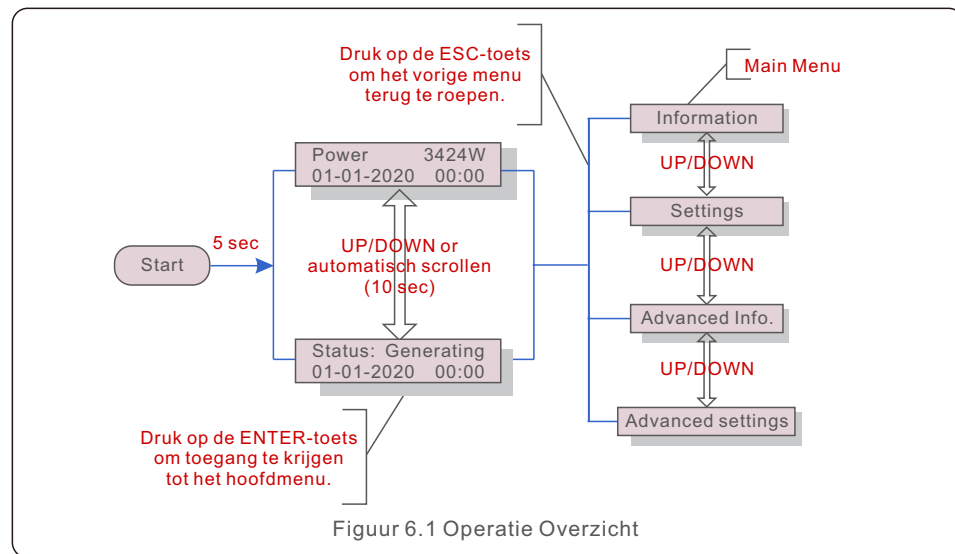 Druk op de ESC-toets
om het vorige menu
terug te roepen.
Main Menu
Information
Power 3424W
01-01-2020 00:00
UP/DOWN
Settings
5 sec
Start
UP/DOWN or
automatisch scrollen
(10 sec)
UP/DOWN
Advanced Info.
Status: Generating
01-01-2020 00:00
UP/DOWN
Advanced settings
Druk op de ENTER-toets
om toegang te krijgen
tot het hoofdmenu.
Figuur 6.1 Operatie Overzicht